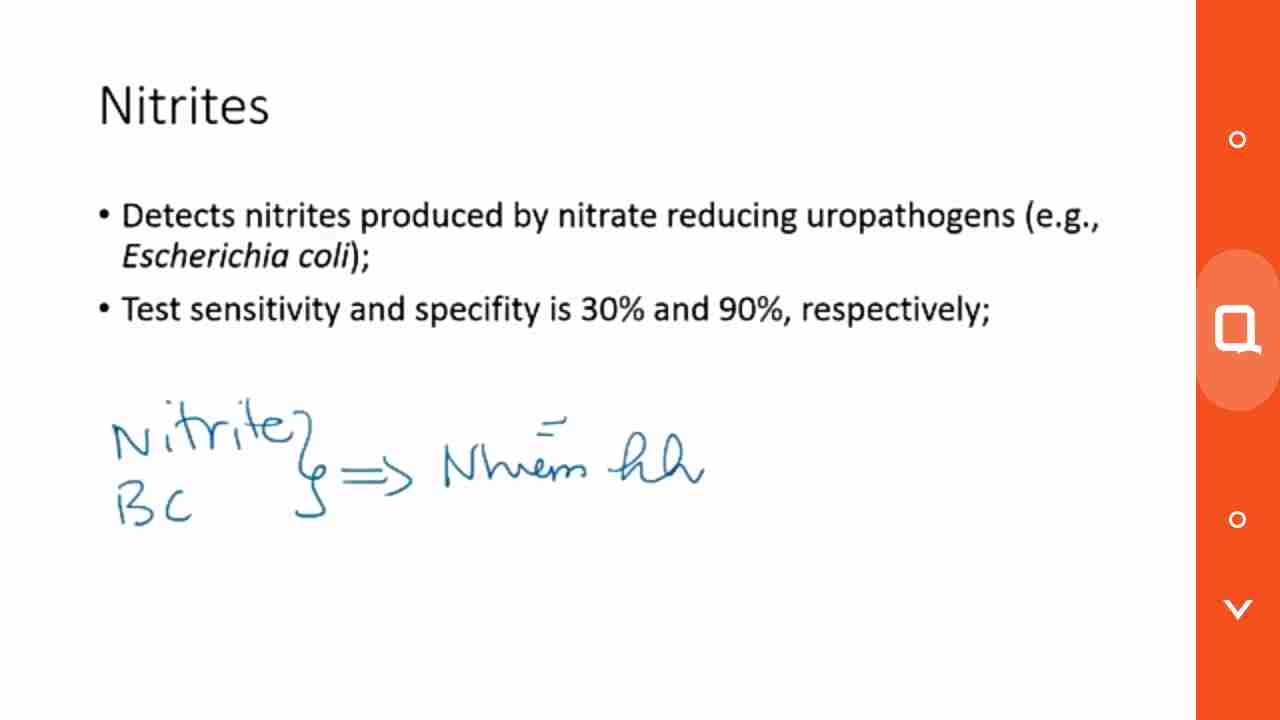 Nitrites
• Detects nitrites produced by nitrate reducing uropathogens (e.g.,
Escherichia coli);
• Test sensitivity and specifity is 30% and 90%, respectively;
Nitrite
BC
} => Nhiễm